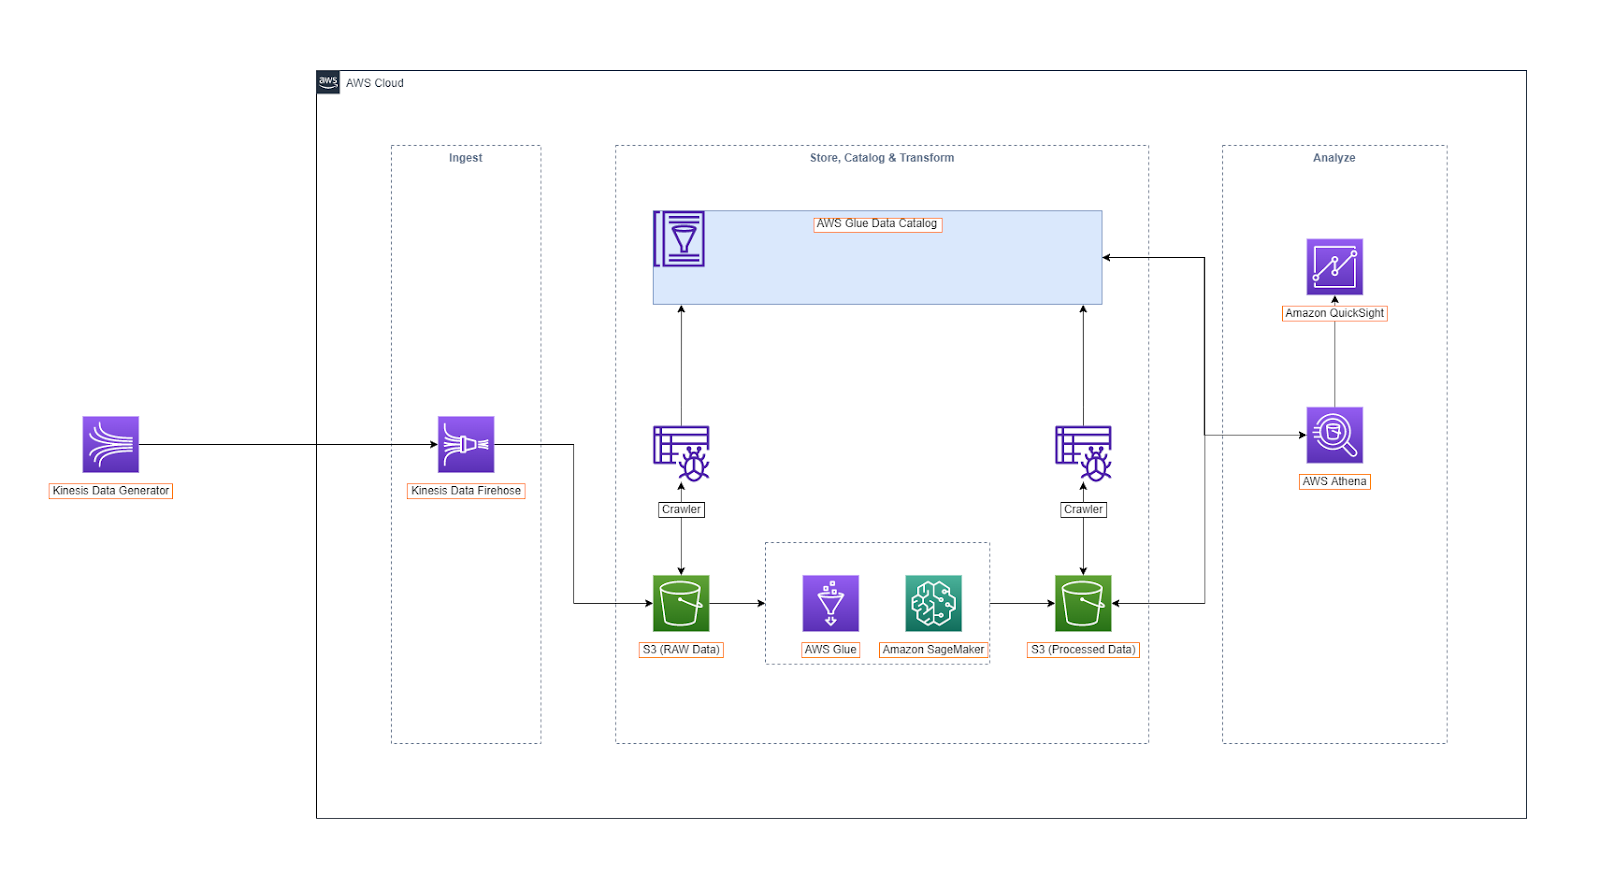 aws
AWS Cloud
Ingest
Store, Catalog & Transform
Analyze
AWS Glue Data Catalog
Amazon QuickSight
Kinesis Data Generator
Kinesis Data Firehose
AWS Athena
Crawler
Crawler
S3 (RAW Data)
AWS Glue
Amazon SageMaker
S3 (Processed Data)